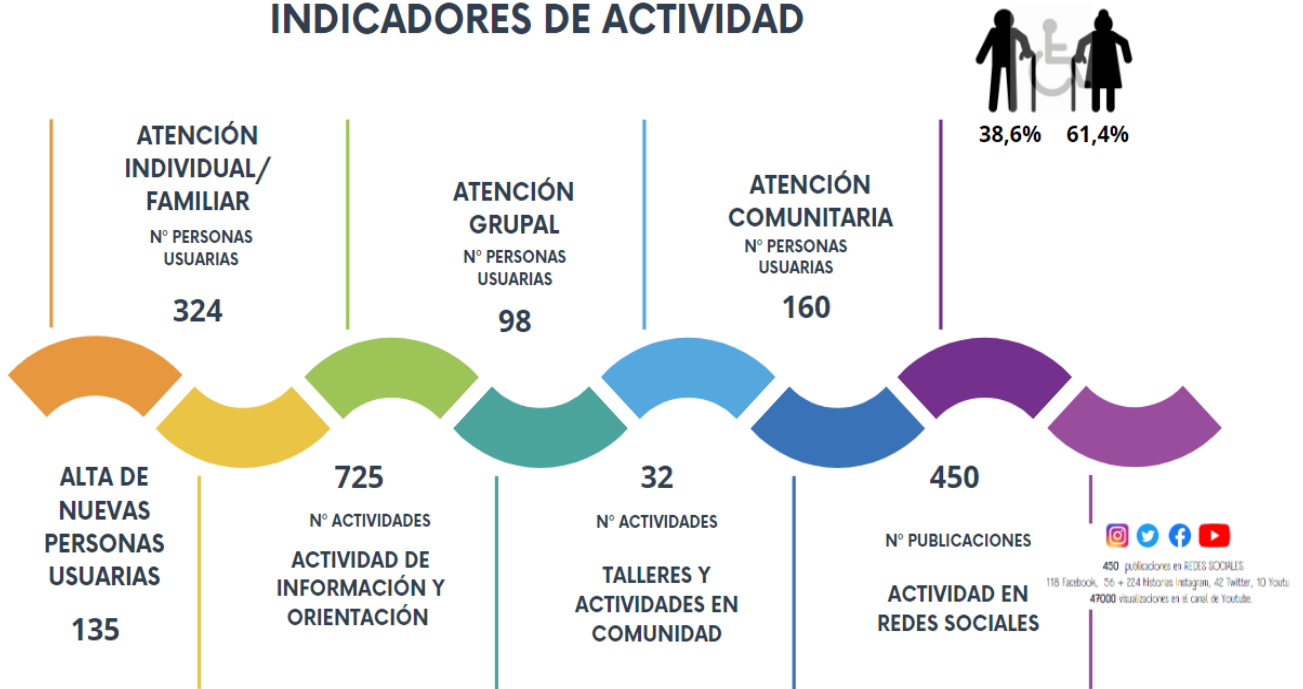 INDICADORES DE ACTIVIDAD
38,6% 61,4%
ATENCIÓN
INDIVIDUAL/
FAMILIAR
Nº PERSONAS
USUARIAS
324
ATENCIÓN
GRUPAL
Nº PERSONAS
USUARIAS
98
ATENCIÓN
COMUNITARIA
Nº PERSONAS
USUARIAS
160
ALTA DE
NUEVAS
PERSONAS
USUARIAS
135
725
Nº ACTIVIDADES
ACTIVIDAD DE
INFORMACIÓN Y
ORIENTACIÓN
32
Nº ACTIVIDADES
TALLERES Y
ACTIVIDADES EN
COMUNIDAD
450
Nº PUBLICACIONES
ACTIVIDAD EN
REDES SOCIALES
450 publicaciones en REDES SOCIALES
118 Facebook, 56 + 224 historias Instagram, 42 Twitter, 10 Youtu
47000 visualizaciones en el canal de Youtube.